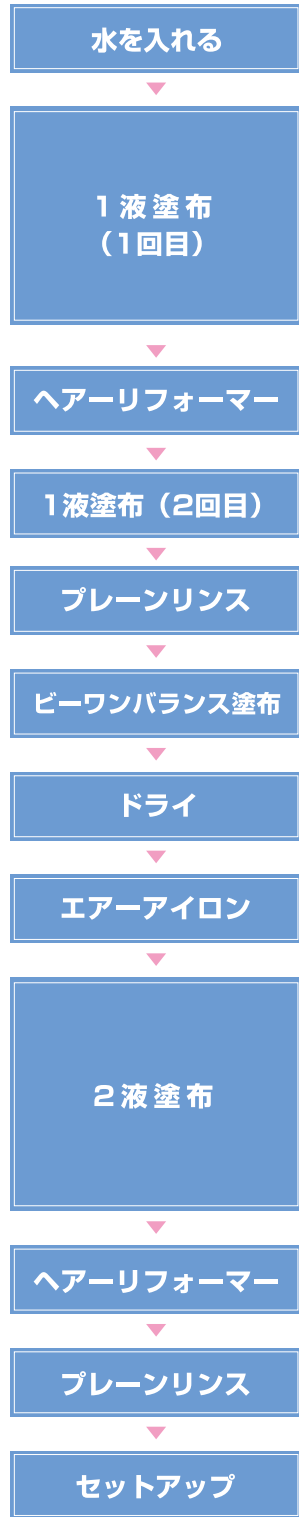 水を入れる
1液塗布
（1回目）
ヘアーリフォーマー
1液塗布（2回目）
プレーンリンス
ビーワンバランス塗布
ドライ
エアーアイロン
2液塗布
ヘアーリフォーマー
プレーンリンス
セットアップ